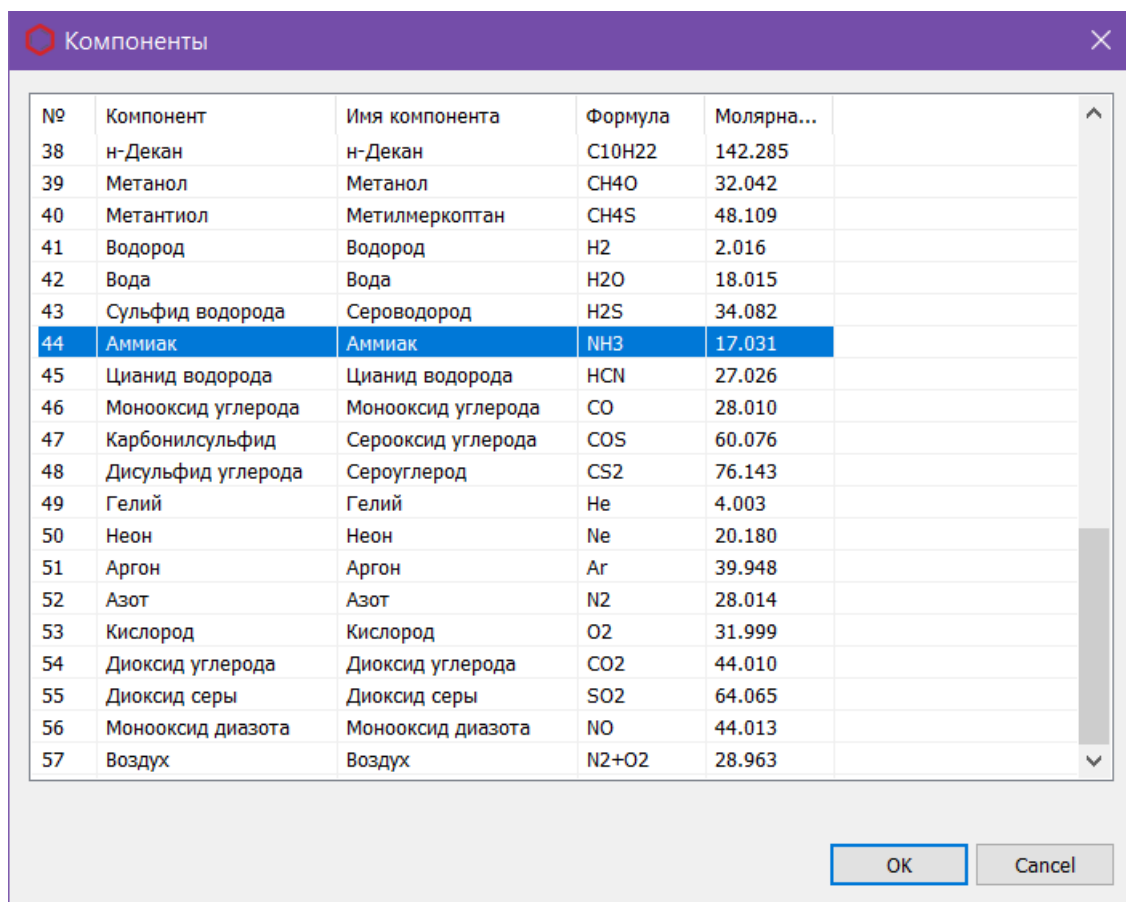 Компоненты
№ Компонент Имя компонента Формула Молярна...
38 н-Декан н-Декан C10H22 142.285
39 Метанол Метанол CH4O 32.042
40 Метантиол Метилмеркоптан CH4S 48.109
41 Водород Водород H2 2.016
42 Вода Вода H2O 18.015
43 Сульфид водорода Сероводород H2S 34.082
44 Аммиак Аммиак NH3 17.031
45 Цианид водорода Цианид водорода HCN 27.026
46 Монооксид углерода Монооксид углерода CO 28.010
47 Карбонилсульфид Серооксид углерода COS 60.076
48 Дисульфид углерода Сероуглерод CS2 76.143
49 Гелий Гелий He 4.003
50 Неон Неон Ne 20.180
51 Аргон Аргон Ar 39.948
52 Азот Азот N2 28.014
53 Кислород Кислород O2 31.999
54 Диоксид углерода Диоксид углерода CO2 44.010
55 Диоксид серы Диоксид серы SO2 64.065
56 Монооксид диазота Монооксид диазота NO 44.013
57 Воздух Воздух N2+O2 28.963
OK Cancel